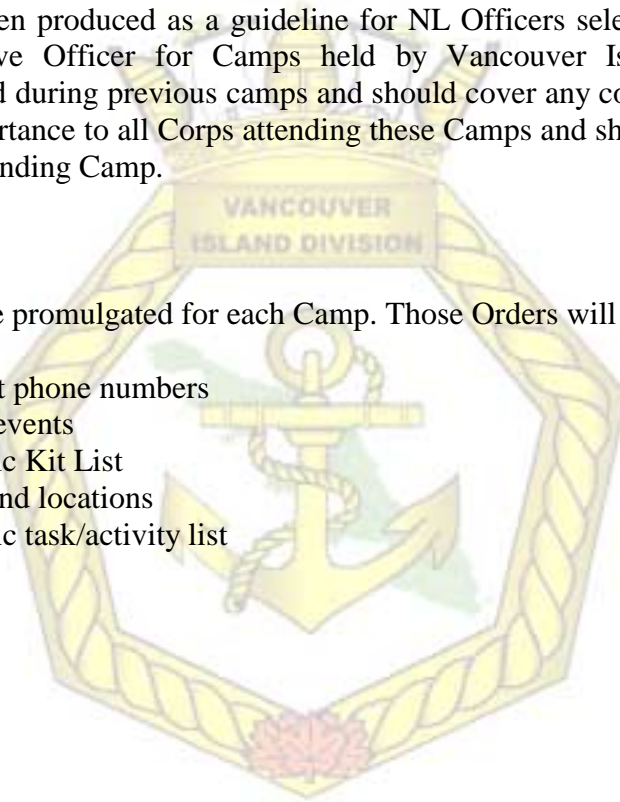 en produced as a guideline for NL Officers sele
ve Officer for Camps held by Vancouver Is
d during previous camps and should cover any co
rtance to all Corps attending these Camps and sh
nding Camp.
VANCOUVER
ISLAND DIVISION
e promulgated for each Camp. Those Orders will
t phone numbers
events
ic Kit List
nd locations
ic task/activity list